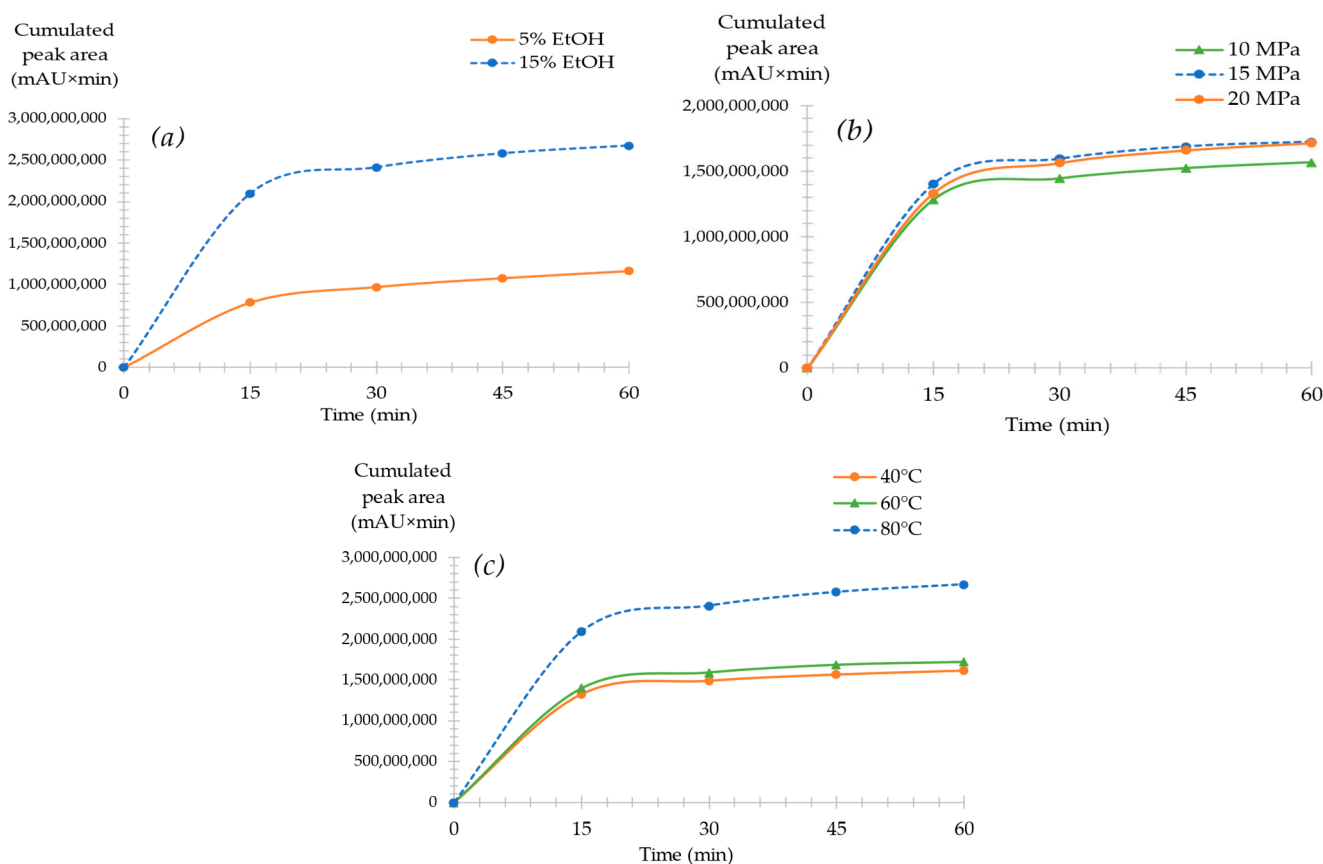 Cumulated
peak area
(mAU×min)
5% EtOH
15% EtOH
(a)
3,000,000,000
2,500,000,000
2,000,000,000
1,500,000,000
1,000,000,000
500,000,000
0
0 15 30 45 60
Time (min)
Cumulated
peak area
(mAU×min)
10 MPa
15 MPa
20 MPa
(b)
2,000,000,000
1,500,000,000
1,000,000,000
500,000,000
0
0 15 30 45 60
Time (min)
Cumulated
peak area
(mAU×min)
40°C
60°C
80°C
(c)
3,000,000,000
2,500,000,000
2,000,000,000
1,500,000,000
1,000,000,000
500,000,000
0
0 15 30 45 60
Time (min)